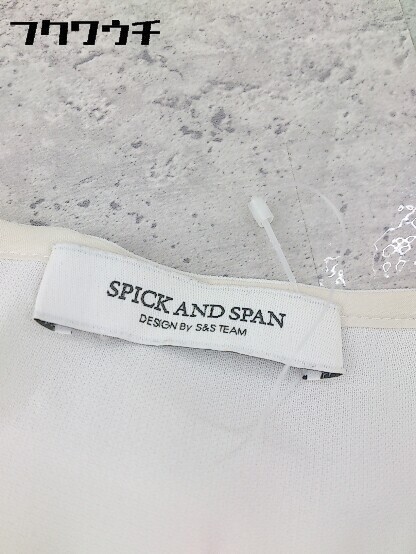 フクワウチ
SPICK AND SPAN
DESIGN By S&S TEAM